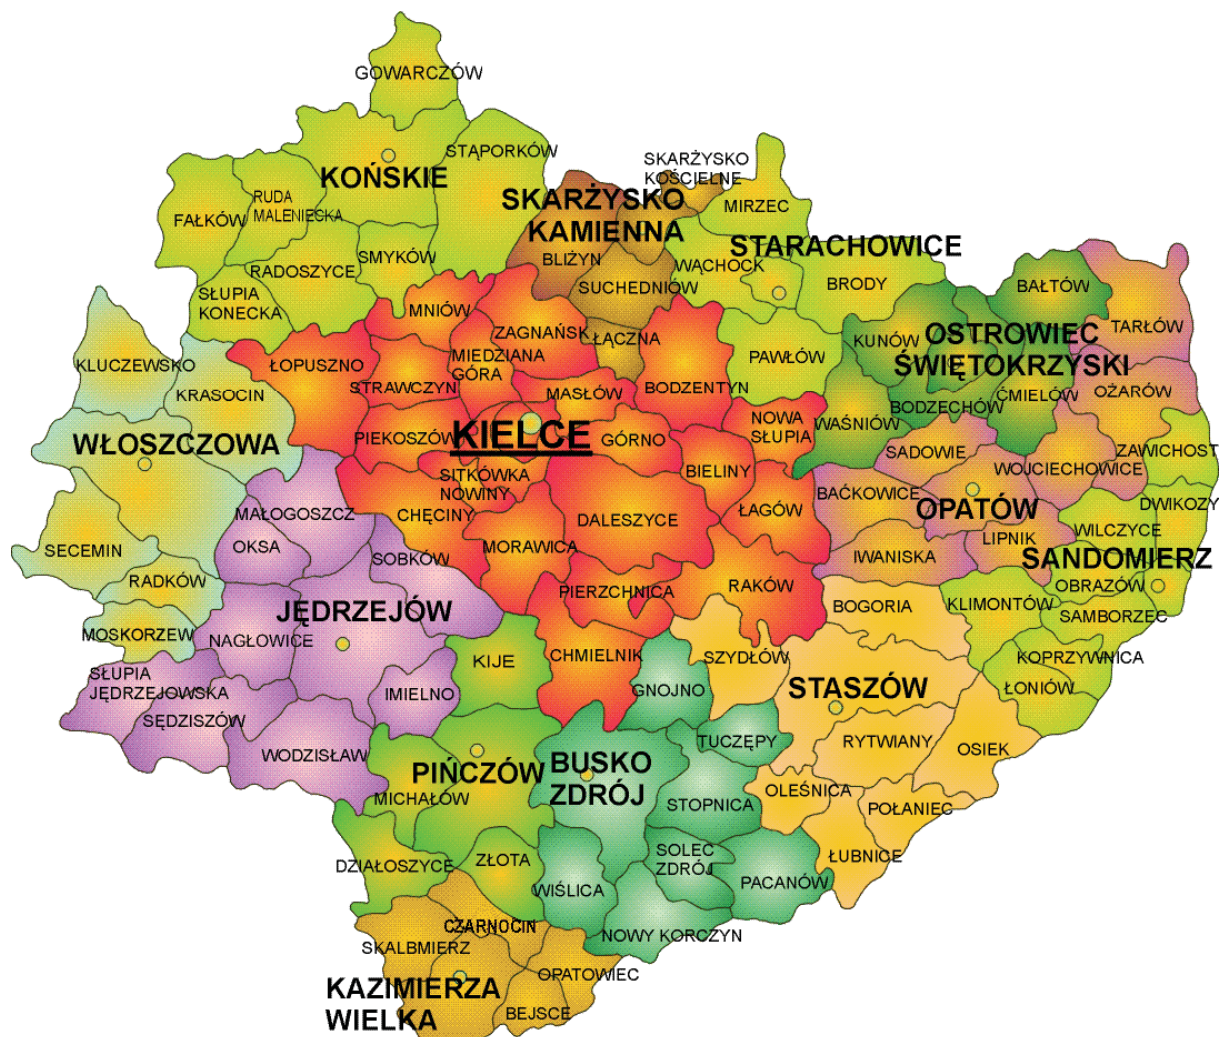 GOWARCZÓW
STĄPORKÓW
SKARŻYSKO
KOŚCIELNE
KOŃSKIE
RUDA
MALENIECKA
FAŁKÓW
SKARŻYSKO
KAMIENNA
MIRZEC
STARACHOWICE
RADOSZYCE
SMYKÓW
BLIŻYN
WĄCHOCK
SUCHEDNIÓW
BRODY
BAŁTÓW
SŁUPIA
KONECKA
MNIÓW
ZAGNAŃSK
ŁĄCZNA
TARŁÓW
OSTROWIEC
ŚWIĘTOKRZYSKI
KUNÓW
PAWŁÓW
KLUCZEWSKO
ŁOPUSZNO
MIEDZIANA
GÓRA
STRAWCZYN
MASŁÓW
BODZENTYN
KRASOCIN
OŻARÓW
ĆMIELÓW
BODZECHÓW
NOWA
SŁUPIA
WAŚNIÓW
WŁOSZCZOWA
PIEKOSZÓW
KIELCE
GÓRNO
SADOWIE
ZAWICHOST
WOJCIECHOWICE
BIELINY
SITKÓWKA
NOWINY
BAĆKOWICE
OPATÓW
DWIKOZY
MAŁOGOSZCZ
CHĘCINY
DALESZYCE
ŁAGÓW
WILCZYCE
LIPNIK
SECEMIN
OKSA
SOBKÓW
MORAWICA
IWANISKA
SANDOMIERZ
RADKÓW
PIERZCHNICA
RAKÓW
OBRAZÓW
BOGORIA
KLIMONTÓW
JĘDRZEJÓW
SAMBORZEC
MOSKORZEW
NAGŁOWICE
KIJE
CHMIELNIK
SZYDŁÓW
KOPRZYWNICA
SŁUPIA
JĘDRZEJOWSKA
IMIELNO
GNOJNO
STASZÓW
ŁONIÓW
SĘDZISZÓW
WODZISŁAW
TUCZĘPY
RYTWIANY
OSIEK
PIŃCZÓW
BUSKO
ZDRÓJ
MICHAŁÓW
STOPNICA
OLEŚNICA
POŁANIEC
DZIAŁOSZYCE
ZŁOTA
SOLEC
ZDRÓJ
ŁUBNICE
WIŚLICA
PACANÓW
CZARNOCIN
SKALBMIERZ
NOWY KORCZYN
OPATOWIEC
KAZIMIERZA
WIELKA
BEJSCE